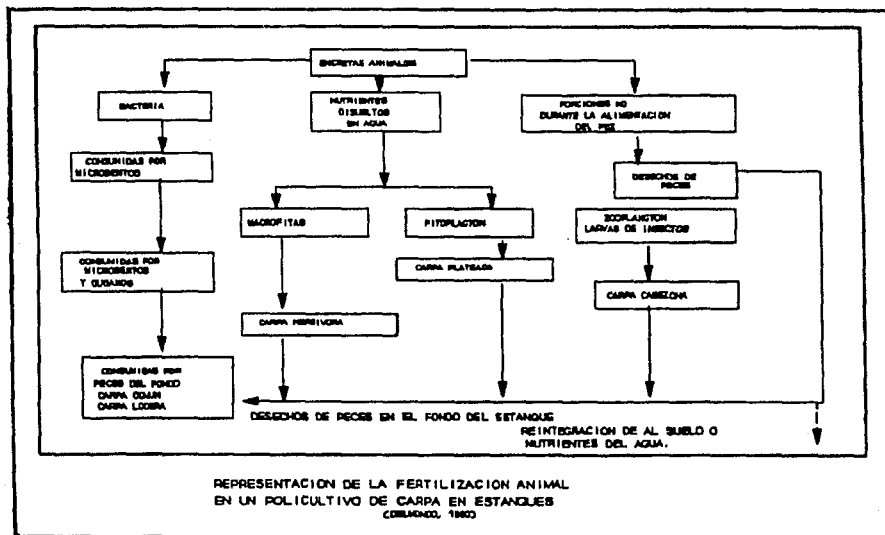 EXCRETAS ANIMALES
BACTERIA
NUTRIENTES
DISUELTOS
EN AGUA
PORCIONES NO
DURANTE LA ALIMENTACION
DEL PEZ
CONSUMIDAS POR
MICROBENTOS
DESECHOS DE
PECES
MACROFITAS
FITOPLACTON
ZOOPLANGTON
LARVAS DE INSECTOS
CONSUMIDAS POR
MICROBENTOS
Y GUSANOS
CARPA PLATEADA
CARPA CABEZONA
CARPA HERBIVORA
CONSUMIDAS POR
PECES DEL FONDO
CARPA COMUN
CARPA LODERA
DESECHOS DE PECES EN EL FONDO DEL ESTANQUE
REINTEGRACION DE AL SUELO O
NUTRIENTES DEL AGUA.
REPRESENTACION DE LA FERTILIZACION ANIMAL
EN UN POLICULTIVO DE CARPA EN ESTANQUES